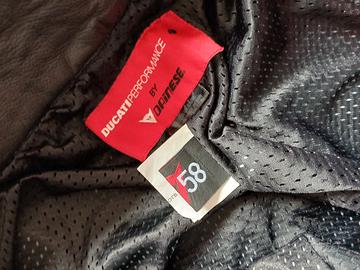 DUCATIPERFORMANCE
BY
DAINESE
58